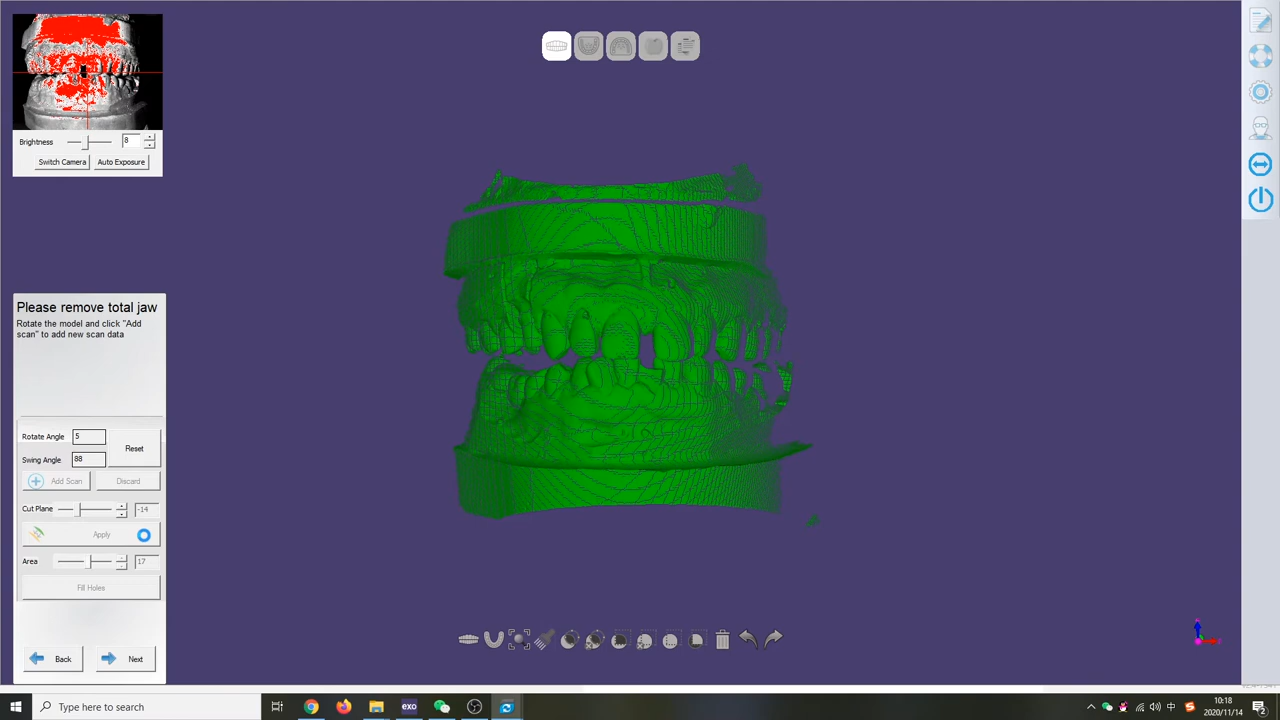 Brightness
8
Switch Camera
Auto Exposure
Please remove total jaw
Rotate the model and click "Add
scan" to add new scan data
Rotate Angle
5
Reset
Swing Angle
88
Add Scan
Discard
Cut Plane
-14
Apply
Area
17
Fill Holes
Back
Next
Type here to search
exo
中
10:18
2020/11/14
2